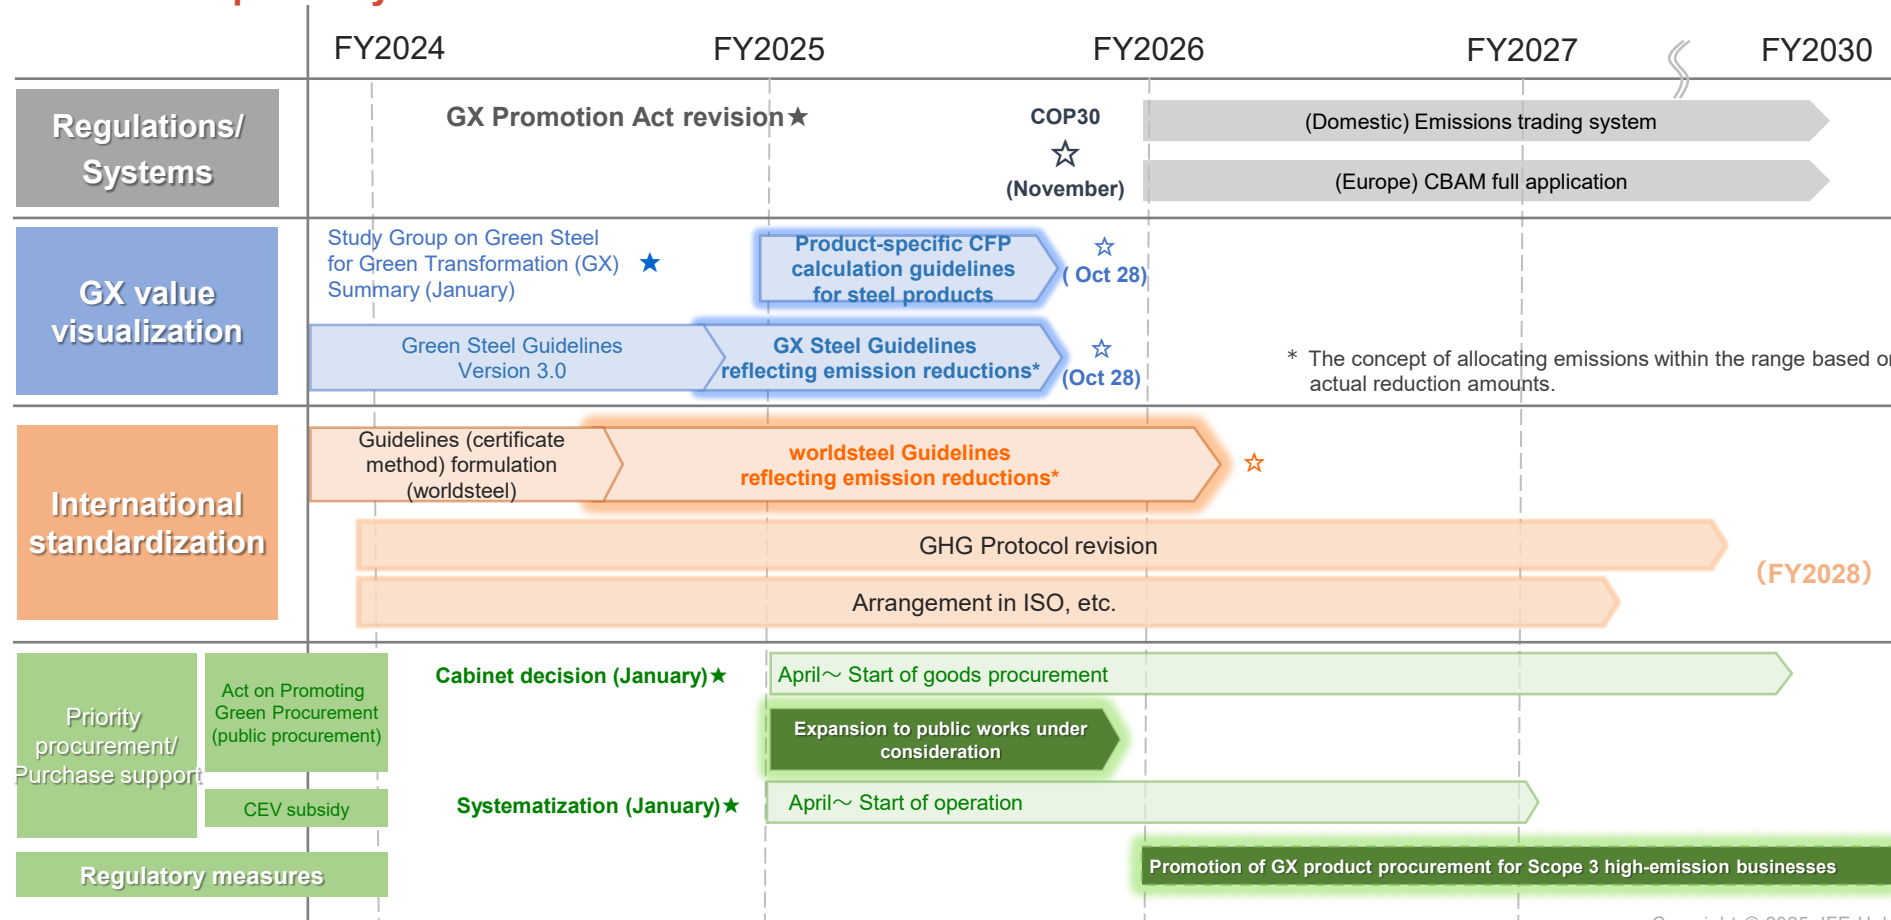 FY2024 FY2025 FY2026 FY2027 FY2030
Regulations/
Systems
GX Promotion Act revision★
COP30
☆
(November)
(Domestic) Emissions trading system
(Europe) CBAM full application
GX value
visualization
Study Group on Green Steel
for Green Transformation (GX) ★
Summary (January)
Product-specific CFP
calculation guidelines
for steel products
☆
( Oct 28)
Green Steel Guidelines
Version 3.0
GX Steel Guidelines
reflecting emission reductions*
☆
(Oct 28)
* The concept of allocating emissions within the range based
actual reduction amounts.
International
standardization
Guidelines (certificate
method) formulation
(worldsteel)
worldsteel Guidelines
reflecting emission reductions*
☆
GHG Protocol revision
Arrangement in ISO, etc.
（FY2028）
Priority
procurement/
Purchase support
Act on Promoting
Green Procurement
(public procurement)
Cabinet decision (January)★
April～ Start of goods procurement
Expansion to public works under
consideration
CEV subsidy
Systematization (January)★
April～ Start of operation
Regulatory measures
Promotion of GX product procurement for Scope 3 high-emission businesses